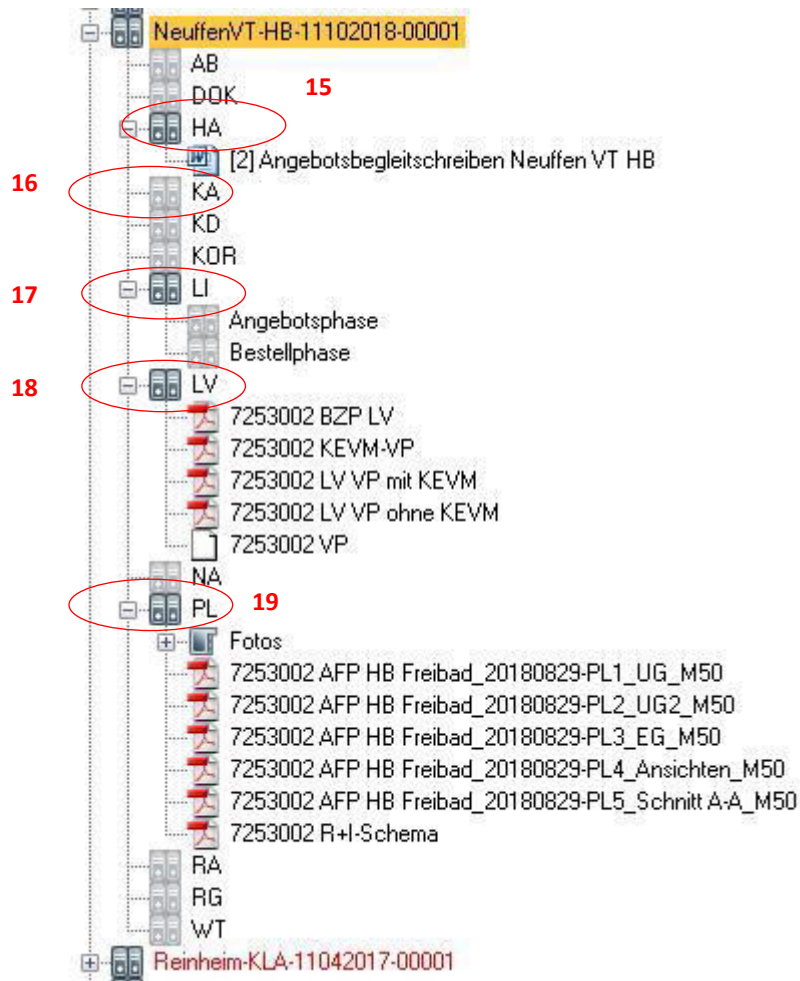 NeuffenVT-HB-11102018-00001
AB
DOK
15
HA
[2] Angebotsbegleitschreiben Neuffen VT HB
16
KA
KD
KOR
17
LI
Angebotsphase
Bestellphase
18
LV
7253002 BZP LV
7253002 KEVM-VP
7253002 LV VP mit KEVM
7253002 LV VP ohne KEVM
7253002 VP
NA
PL
19
Fotos
7253002 AFP HB Freibad_20180829-PL1_UG_M50
7253002 AFP HB Freibad_20180829-PL2_UG2_M50
7253002 AFP HB Freibad_20180829-PL3_EG_M50
7253002 AFP HB Freibad_20180829-PL4_Ansichten_M50
7253002 AFP HB Freibad_20180829-PL5_Schnitt A-A_M50
7253002 R+I-Schema
RA
RG
WT
Reinheim-KLA-11042017-00001